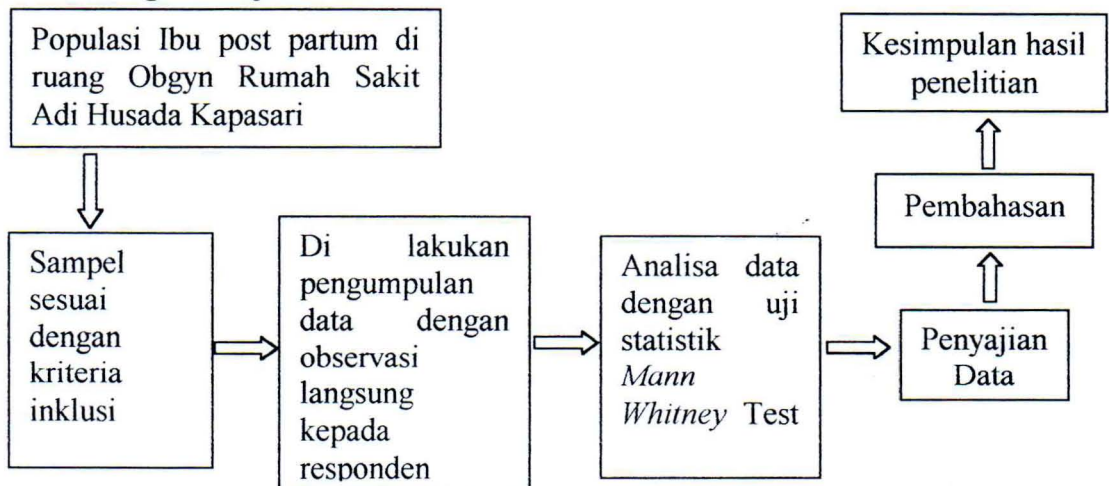 Populasi Ibu post partum di
ruang Obgyn Rumah Sakit
Adi Husada Kapasari
Sampel
sesuai
dengan
kriteria
inklusi
Di lakukan
pengumpulan
data dengan
observasi
langsung
kepada
responden
Analisa data
dengan uji
statistik
Mann
Whitney Test
Penyajian
Data
Pembahasan
Kesimpulan hasil
penelitian